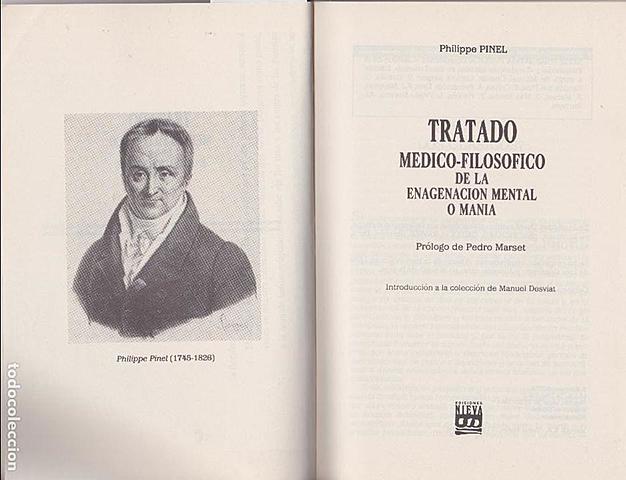 Philippe Pinel (1745-1826)
Philippe PINEL
TRATADO
MEDICO-FILOSOFICO
DE LA
ENAGENACION MENTAL
O MANIA
Prólogo de Pedro Marset
Introducción a la colección de Manuel Desviat
EDICIONES
NIEVA
todocoleccion